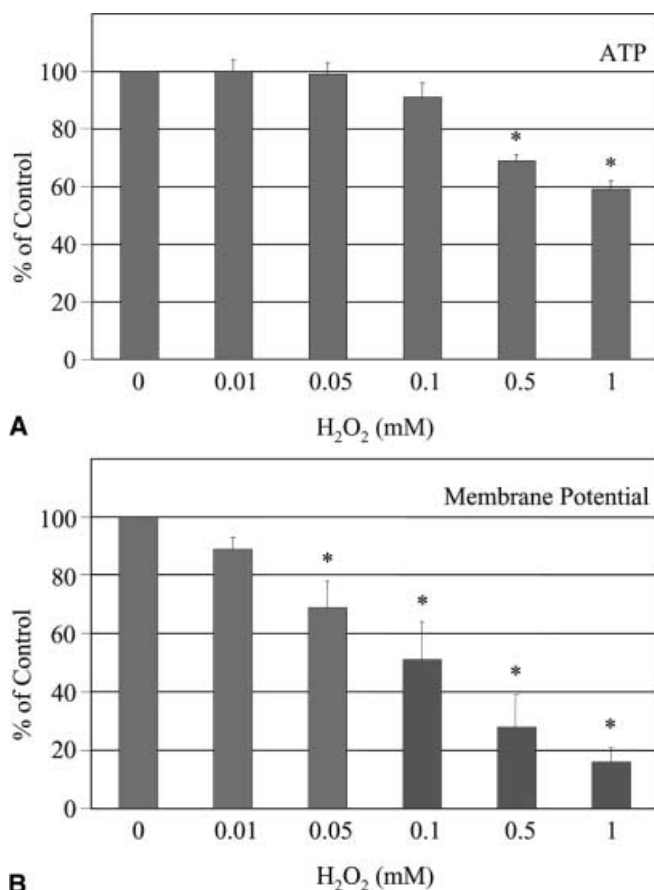 ATP
% of Control
100
80
60
40
20
0
* *
0 0.01 0.05 0.1 0.5 1
H₂O₂ (mM)
A
Membrane Potential
% of Control
100
80
60
40
20
0
* * * *
0 0.01 0.05 0.1 0.5 1
H₂O₂ (mM)
B